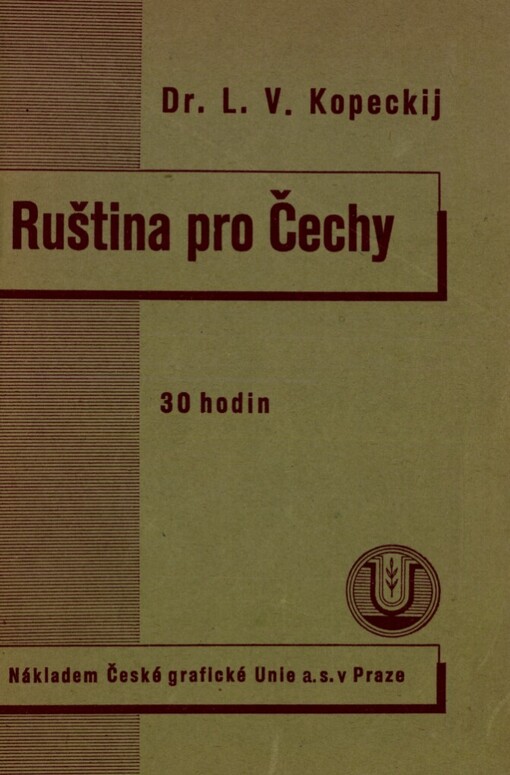 Dr. L. V. Kopeckij
Ruština pro Čechy
30 hodin
Nákladem České grafické Unie a. s. v Praze